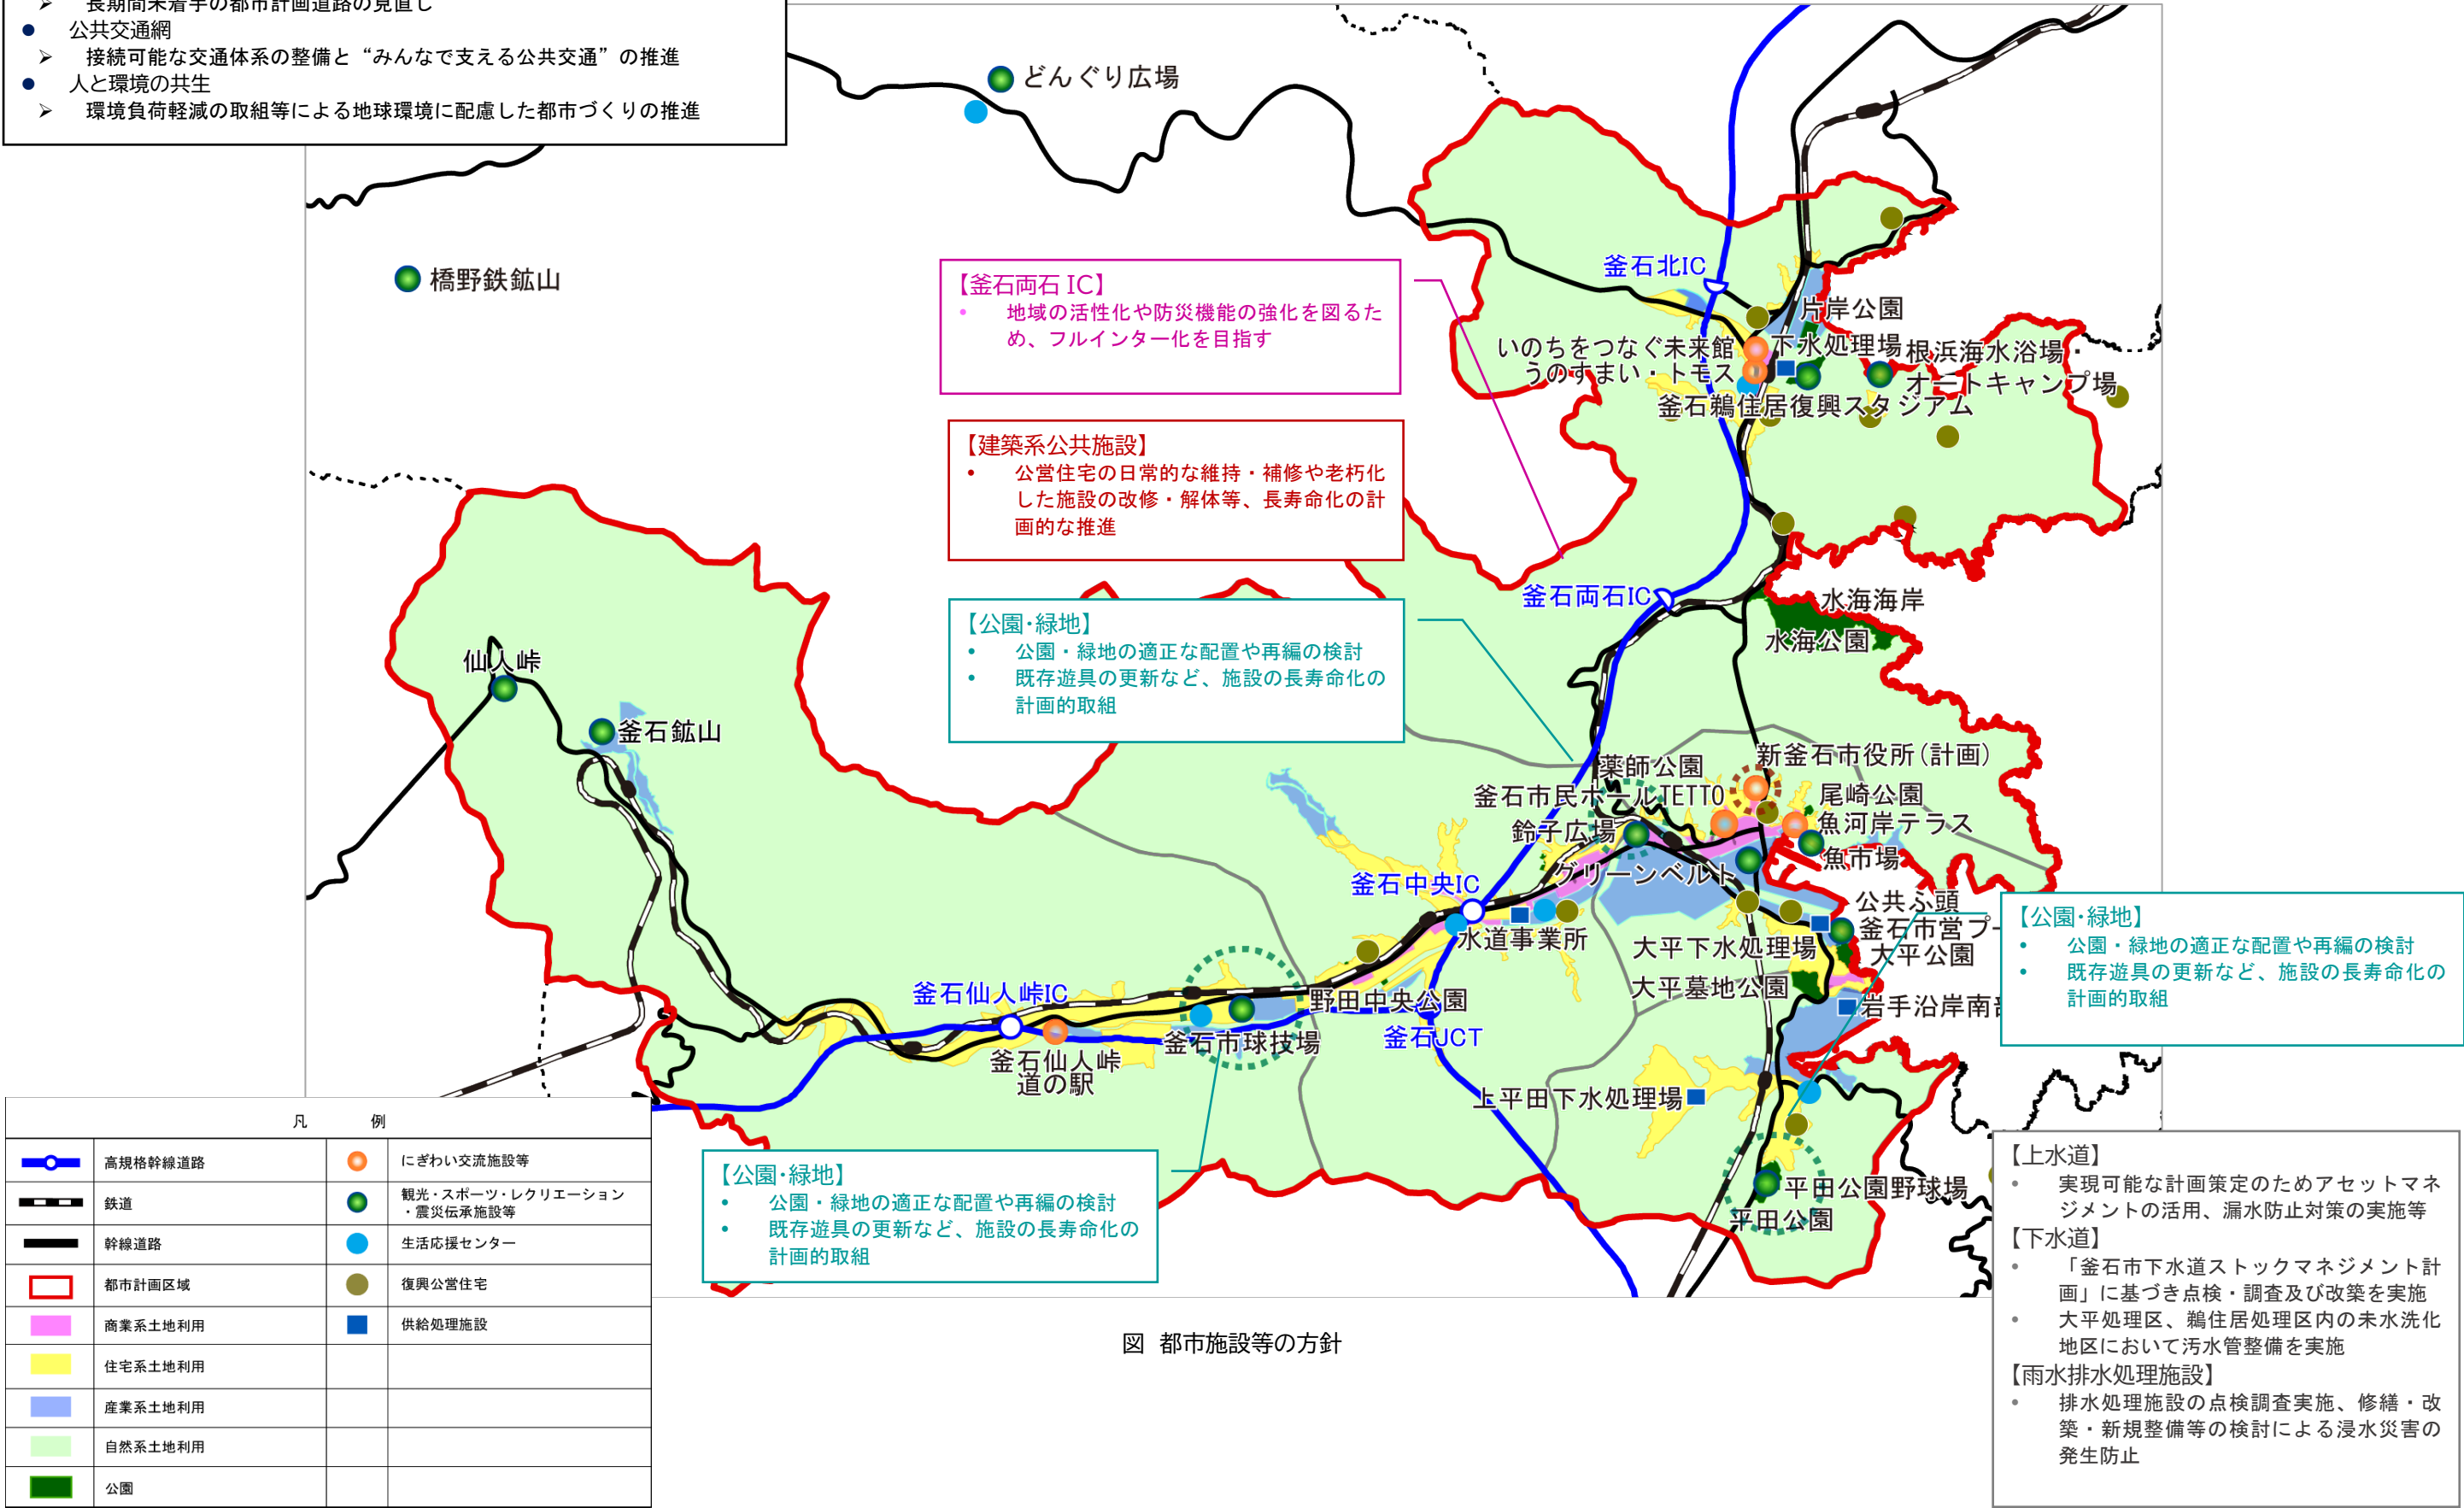 長期間未着手の都市計画道路の見直し
● 公共交通網
➢ 接続可能な交通体系の整備と“みんなで支える公共交通”の推進
● 人と環境の共生
➢ 環境負荷軽減の取組等による地球環境に配慮した都市づくりの推進
どんぐり広場
橋野鉄鉱山
【釜石両石 IC】
• 地域の活性化や防災機能の強化を図るた
め、フルインター化を目指す
【建築系公共施設】
• 公営住宅の日常的な維持・補修や老朽化
した施設の改修・解体等、長寿命化の計
画的な推進
【公園・緑地】
• 公園・緑地の適正な配置や再編の検討
• 既存遊具の更新など、施設の長寿命化の
計画的取組
釜石北IC
片岸公園
いのちをつなぐ未来館
下水処理場
根浜海水浴場・
うのすまい・トモス
オートキャンプ場
釜石鵜住居復興スタジアム
釜石両石IC
水海海岸
水海公園
仙人峠
釜石鉱山
新釜石市役所(計画)
薬師公園
釜石市民ホールTETTO
尾崎公園
鈴子広場
魚河岸テラス
グリーンベルト
魚市場
釜石中央IC
公共ふ頭
水道事業所
釜石市営プー
大平下水処理場
大平公園
大平墓地公園
岩手沿岸南部
釜石仙人峠IC
野田中央公園
釜石市球技場
釜石JCT
釜石仙人峠
道の駅
上平田下水処理場
平田公園野球場
平田公園
【公園・緑地】
• 公園・緑地の適正な配置や再編の検討
• 既存遊具の更新など、施設の長寿命化の
計画的取組
【公園・緑地】
• 公園・緑地の適正な配置や再編の検討
• 既存遊具の更新など、施設の長寿命化の
計画的取組
凡 例
高規格幹線道路
にぎわい交流施設等
鉄道
観光・スポーツ・レクリエーション
・震災伝承施設等
幹線道路
生活応援センター
都市計画区域
復興公営住宅
商業系土地利用
供給処理施設
住宅系土地利用
産業系土地利用
自然系土地利用
公園
【上水道】
• 実現可能な計画策定のためアセットマネ
ジメントの活用、漏水防止対策の実施等
【下水道】
• 「釜石市下水道ストックマネジメント計
画」に基づき点検・調査及び改築を実施
• 大平処理区、鵜住居処理区内の未水洗化
地区において汚水管整備を実施
【雨水排水処理施設】
• 排水処理施設の点検調査実施、修繕・改
築・新規整備等の検討による浸水災害の
発生防止
図 都市施設等の方針